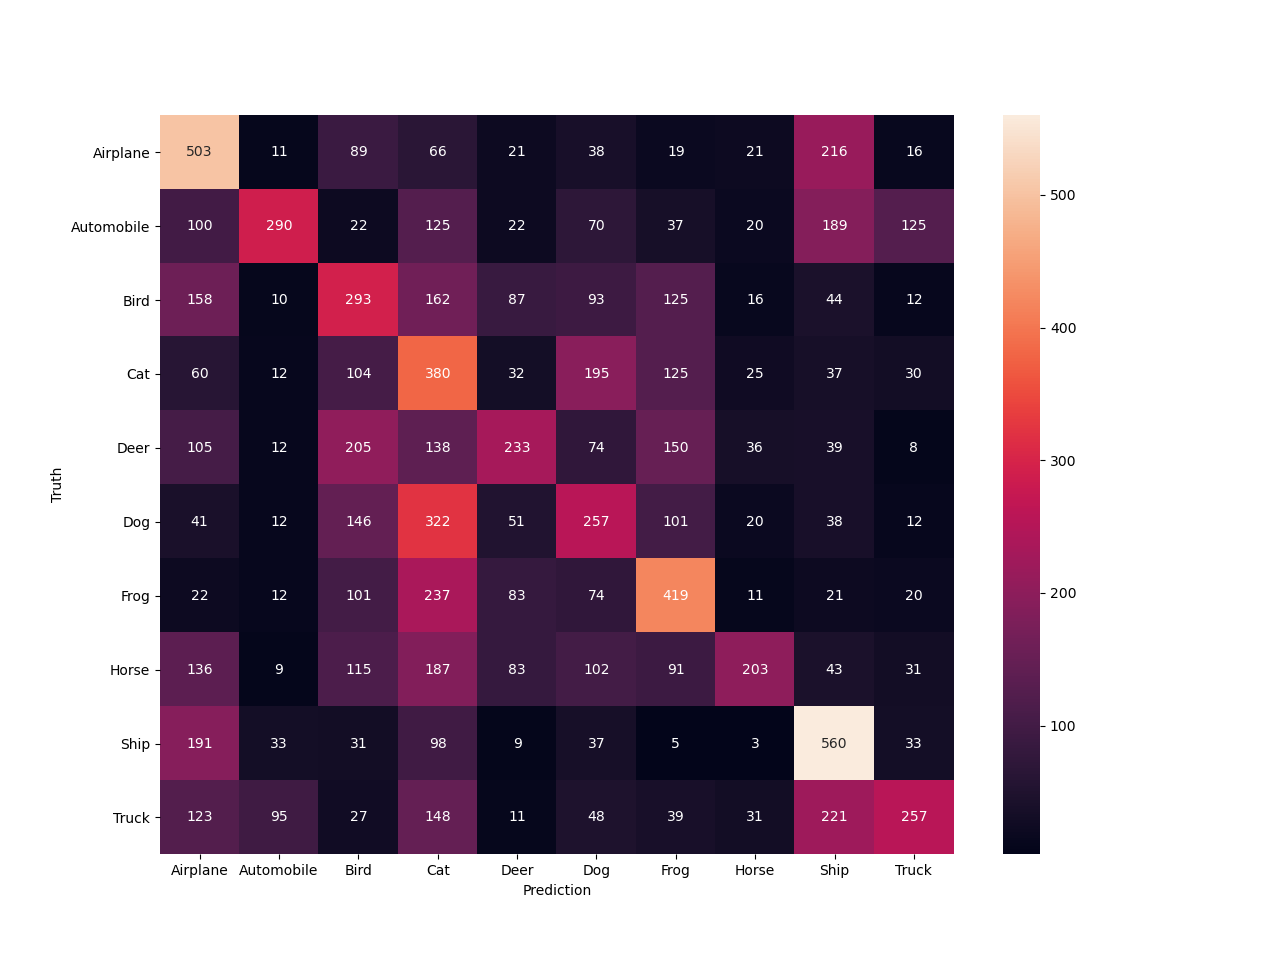 Airplane 503 11 89 66 21 38 19 21 216 16
500
Automobile 100 290 22 125 22 70 37 20 189 125
Bird 158 10 293 162 87 93 125 16 44 12
400
Cat 60 12 104 380 32 195 125 25 37 30
Deer 105 12 205 138 233 74 150 36 39 8
300
Truth
Dog 41 12 146 322 51 257 101 20 38 12
Frog 22 12 101 237 83 74 419 11 21 20
200
Horse 136 9 115 187 83 102 91 203 43 31
100
Ship 191 33 31 98 9 37 5 3 560 33
Truck 123 95 27 148 11 48 39 31 221 257
Airplane Automobile Bird Cat Deer Dog Frog Horse Ship Truck
Prediction